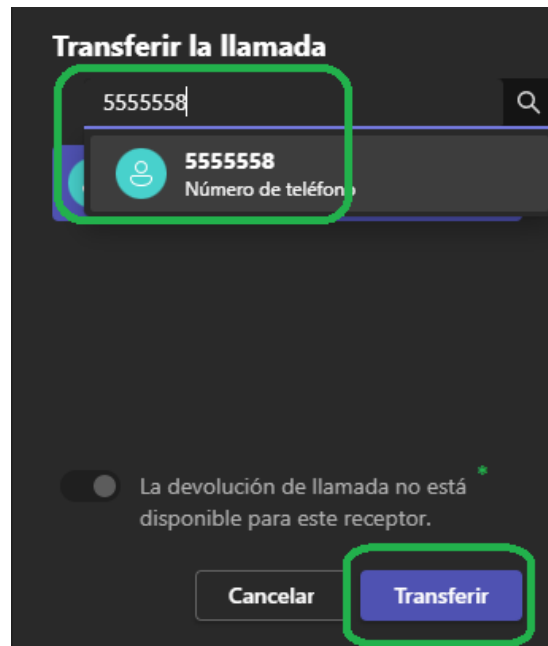 Transferir la llamada
5555558
5555558
Número de teléfono
La devolución de llamada no está *
disponible para este receptor.
Cancelar
Transferir